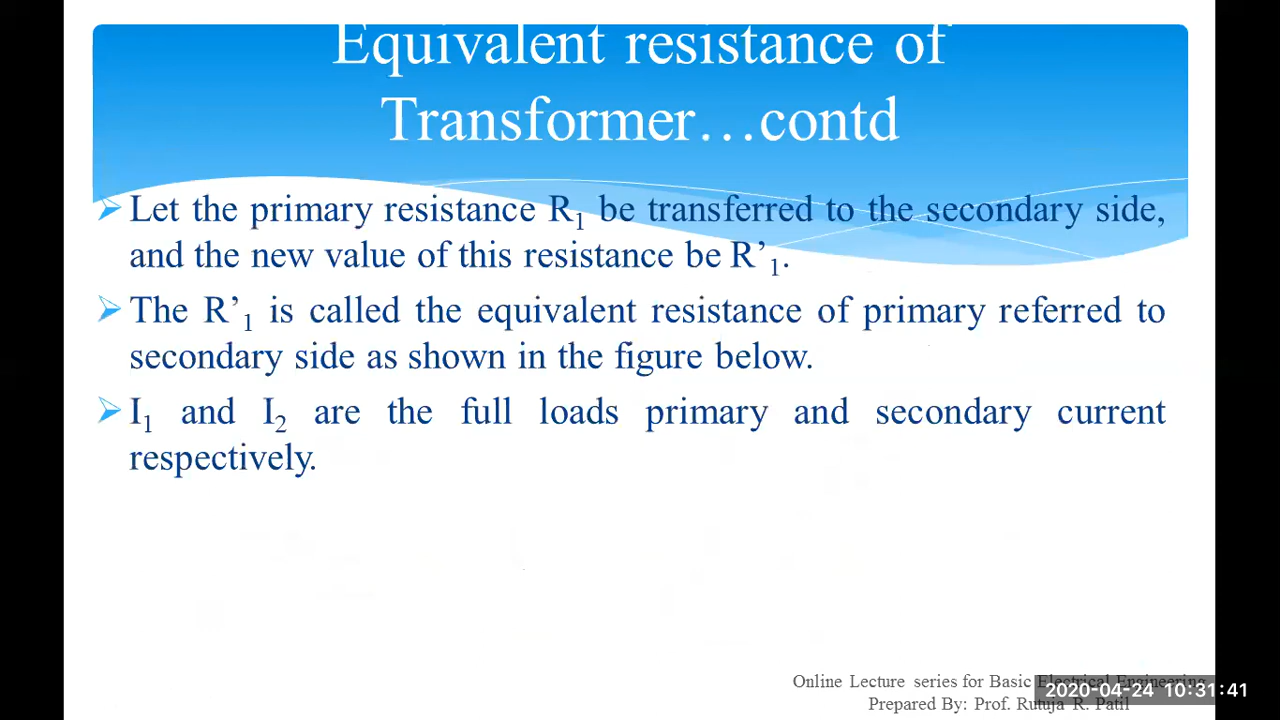 Equivalent resistance of
Transformer…contd
➢Let the primary resistance R₁ be transferred to the secondary side,
and the new value of this resistance be R’₁.
➢The R’₁ is called the equivalent resistance of primary referred to
secondary side as shown in the figure below.
➢I₁ and I₂ are the full loads primary and secondary current
respectively.
Online Lecture series for Basic Electrical Engineering
2020-04-24 10:31:41
Prepared By: Prof. Rutuja R. Patil